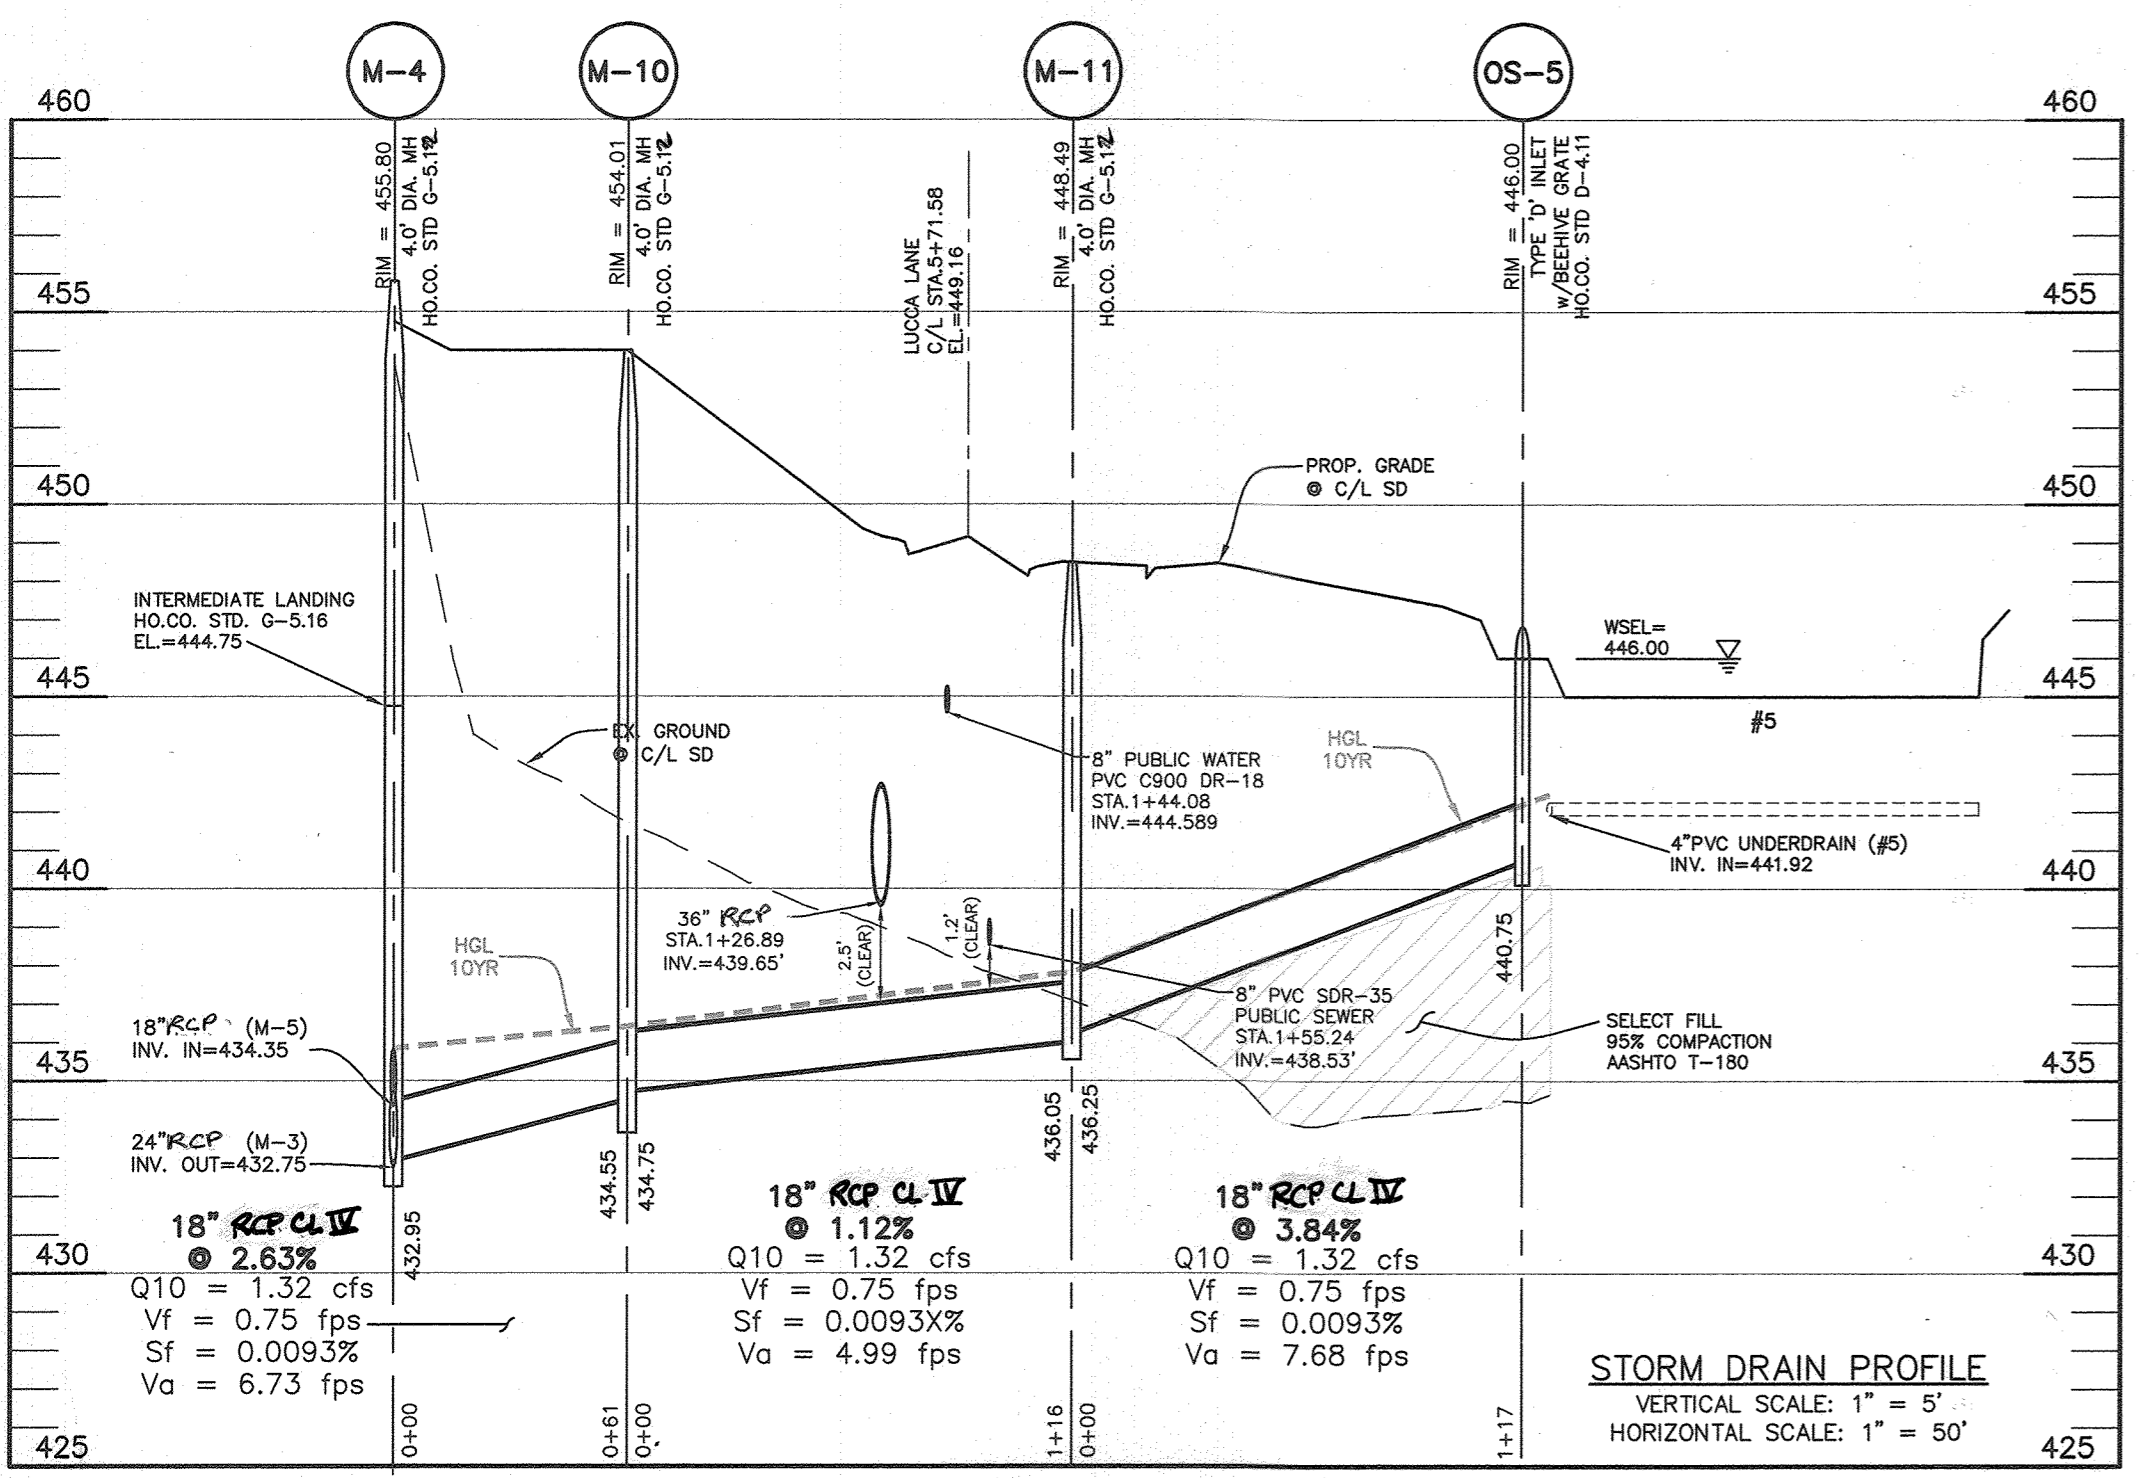 M-4
M-10
M-11
OS-5
460
460
RIM = 455.80
4.0' DIA. MH
HO.CO. STD G-5.12
RIM = 454.01
4.0' DIA. MH
HO.CO. STD G-5.12
LUCCA LANE
C/L STA.5+71.58
EL.=449.16
RIM = 448.49
4.0' DIA. MH
HO.CO. STD G-5.12
RIM = 446.00
TYPE 'D' INLET
w/BEEHIVE GRATE
HO.CO. STD D-4.11
455
455
PROP. GRADE
@ C/L SD
450
450
INTERMEDIATE LANDING
HO.CO. STD. G-5.16
EL.=444.75
WSEL=
446.00
445
445
#5
EX. GROUND
@ C/L SD
8" PUBLIC WATER
PVC C900 DR-18
STA.1+44.08
INV.=444.589
HGL
10YR
4"PVC UNDERDRAIN (#5)
INV. IN=441.92
440
440
36" RCP
STA.1+26.89
INV.=439.65'
2.5'
(CLEAR)
1.2'
(CLEAR)
HGL
10YR
440.75
8" PVC SDR-35
PUBLIC SEWER
STA.1+55.24
INV.=438.53'
SELECT FILL
95% COMPACTION
AASHTO T-180
18"RCP (M-5)
INV. IN=434.35
435
435
24"RCP (M-3)
INV. OUT=432.75
432.95
434.55
434.75
436.05
436.25
18" RCP CL IV
@ 2.63%
Q10 = 1.32 cfs
Vf = 0.75 fps
Sf = 0.0093%
Va = 6.73 fps
18" RCP CL IV
@ 1.12%
Q10 = 1.32 cfs
Vf = 0.75 fps
Sf = 0.0093X%
Va = 4.99 fps
18" RCP CL IV
@ 3.84%
Q10 = 1.32 cfs
Vf = 0.75 fps
Sf = 0.0093%
Va = 7.68 fps
430
430
0+00
0+61
0+00
1+16
0+00
1+17
STORM DRAIN PROFILE
VERTICAL SCALE: 1" = 5'
HORIZONTAL SCALE: 1" = 50'
425
425